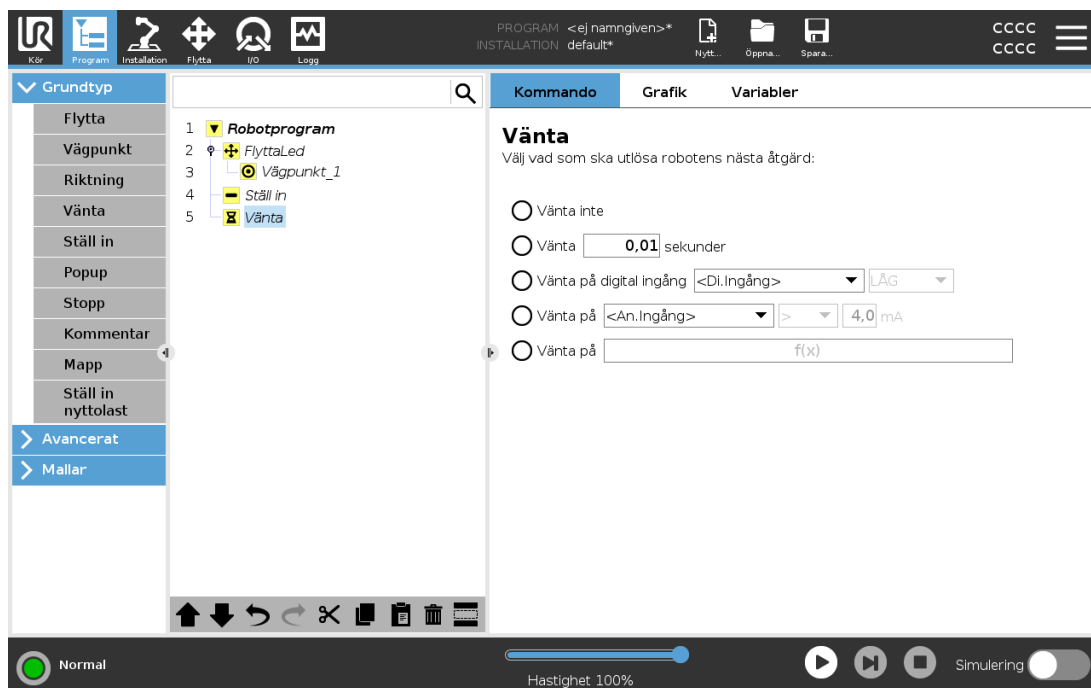 UR
Kör
Program
Installation
Flytta
I/O
Logg
PROGRAM <ej namngiven>*
INSTALLATION default*
Nytt...
Öppna...
Spara...
CCCC
CCCC
Grundtyp
Flytta
Vägpunkt
Riktning
Vänta
Ställ in
Popup
Stopp
Kommentar
Mapp
Ställ in
nyttolast
Avancerat
Mallar
1 Robotprogram
2 FlyttaLed
3 Vägpunkt_1
4 Ställ in
5 Vänta
Kommando Grafik Variabler
Vänta
Välj vad som ska utlösa robotens nästa åtgärd:
Vänta inte
Vänta 0,01 sekunder
Vänta på digital ingång <Di.Ingång> LÅG
Vänta på <An.Ingång> > 4,0 mA
Vänta på f(x)
Normal
Hastighet 100%
Simulering